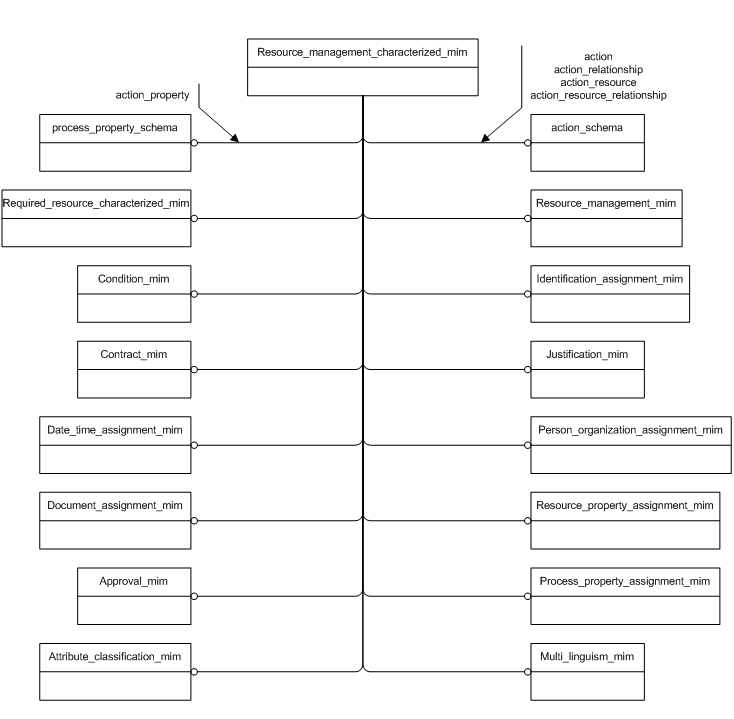 Resource_management_characterized_mim
action
action_relationship
action_resource
action_resource_relationship
action_property
process_property_schema
action_schema
Required_resource_characterized_mim
Resource_management_mim
Condition_mim
Identification_assignment_mim
Contract_mim
Justification_mim
Date_time_assignment_mim
Person_organization_assignment_mim
Document_assignment_mim
Resource_property_assignment_mim
Approval_mim
Process_property_assignment_mim
Attribute_classification_mim
Multi_linguism_mim